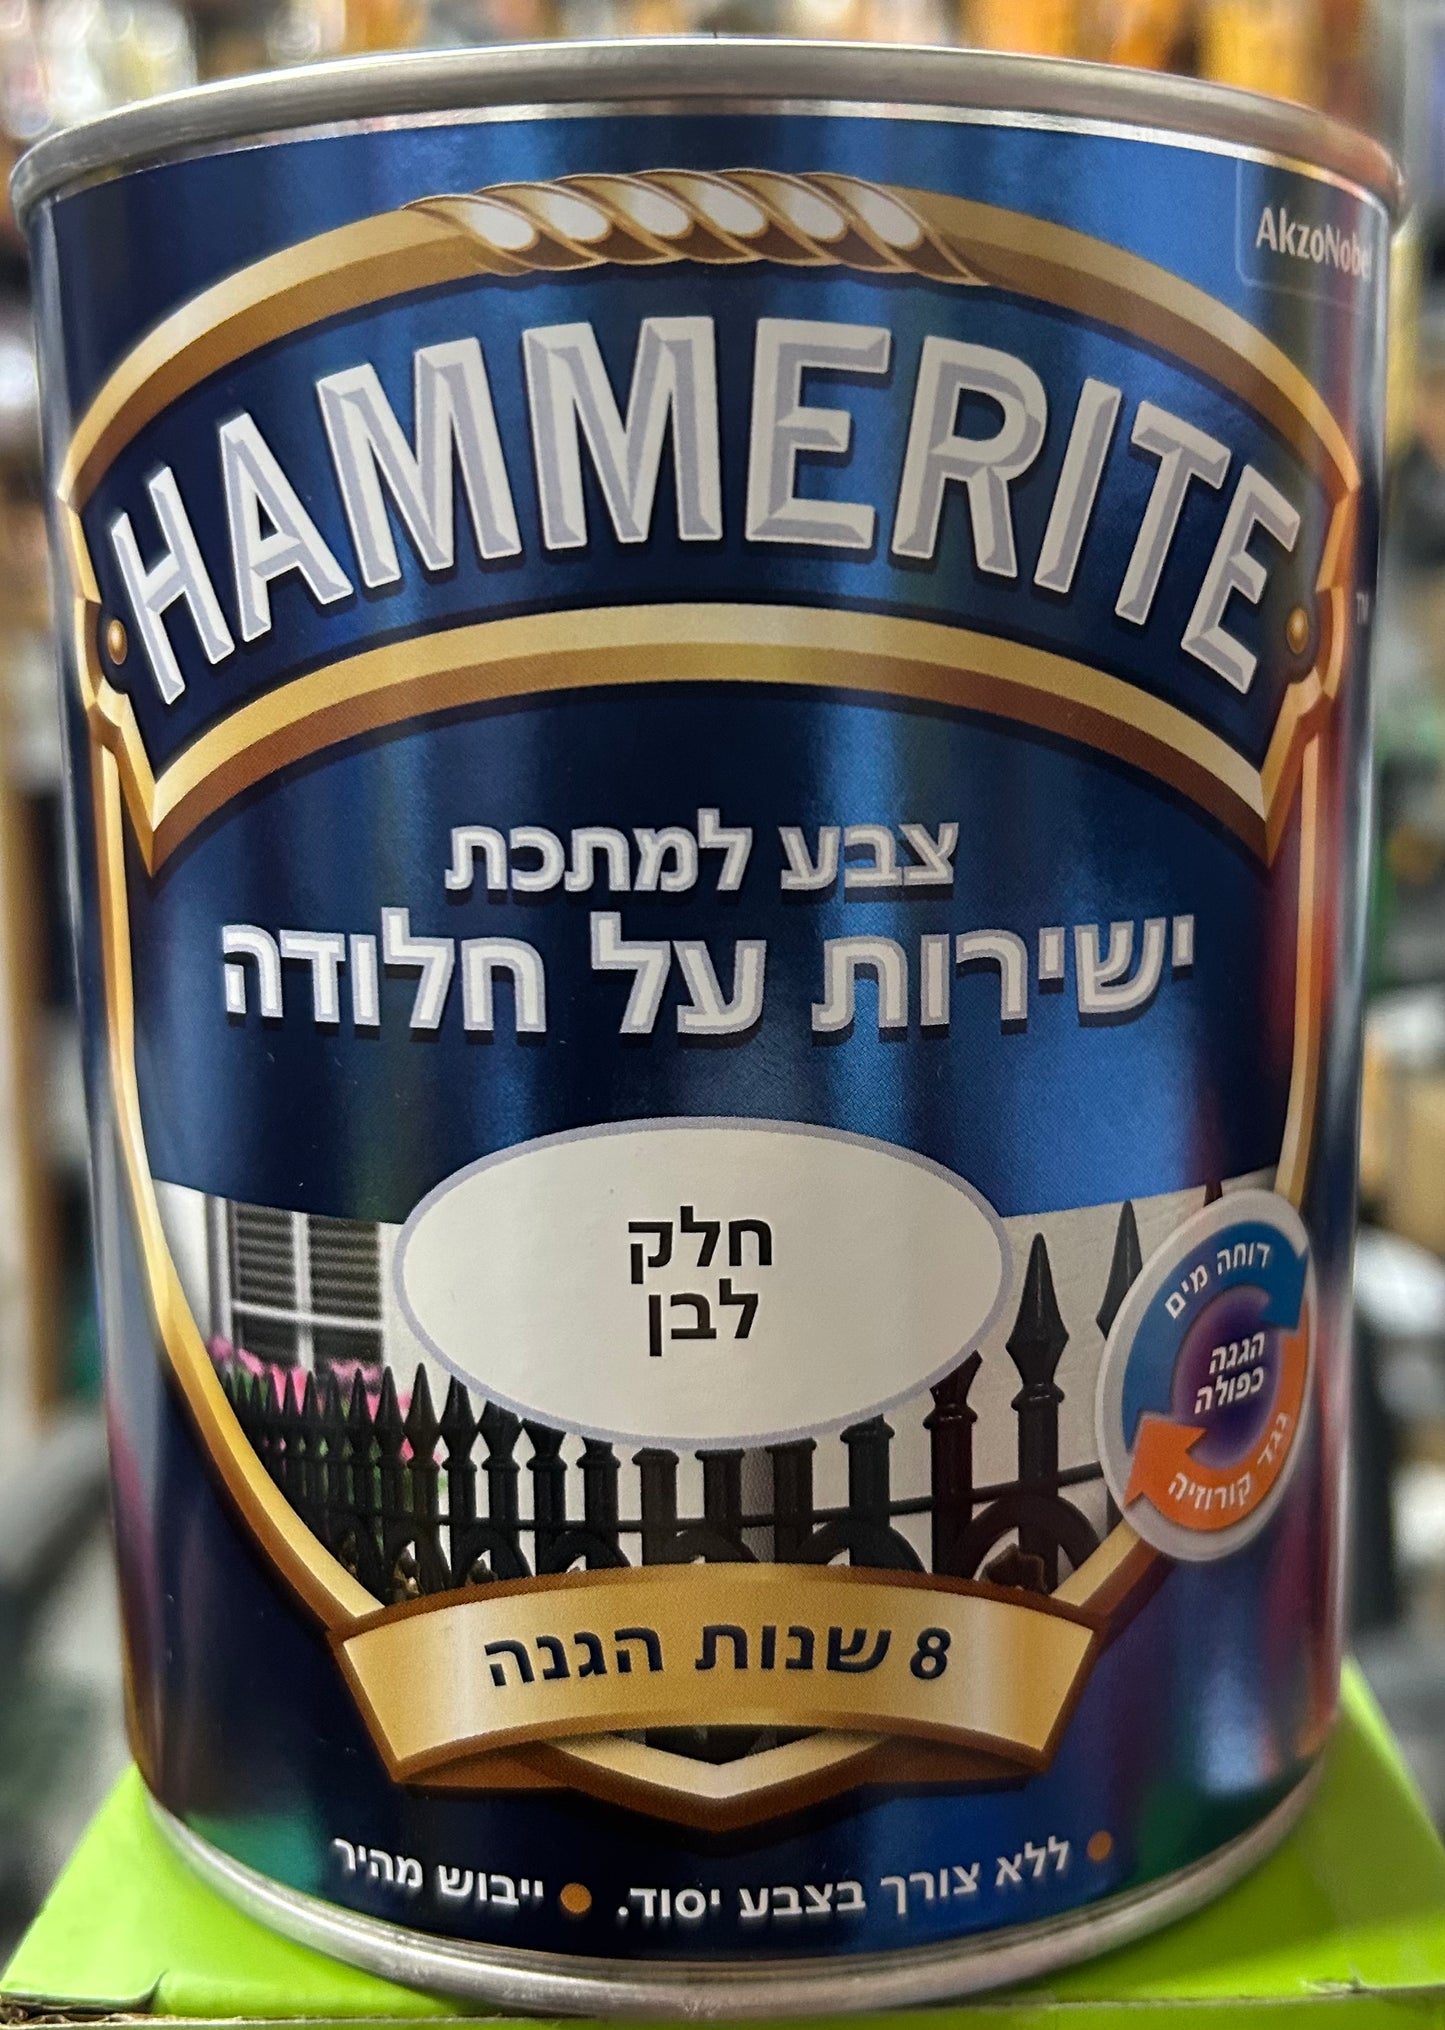 AkzoNobel
HAMMERITE
TM
צבע למתכת
ישירות על חלודה
חלק
לבן
דוחה מים
הגנה
כפולה
נגד קורוזיה
8 שנות הגנה
• ללא צורך בצבע יסוד. • ייבוש מהיר